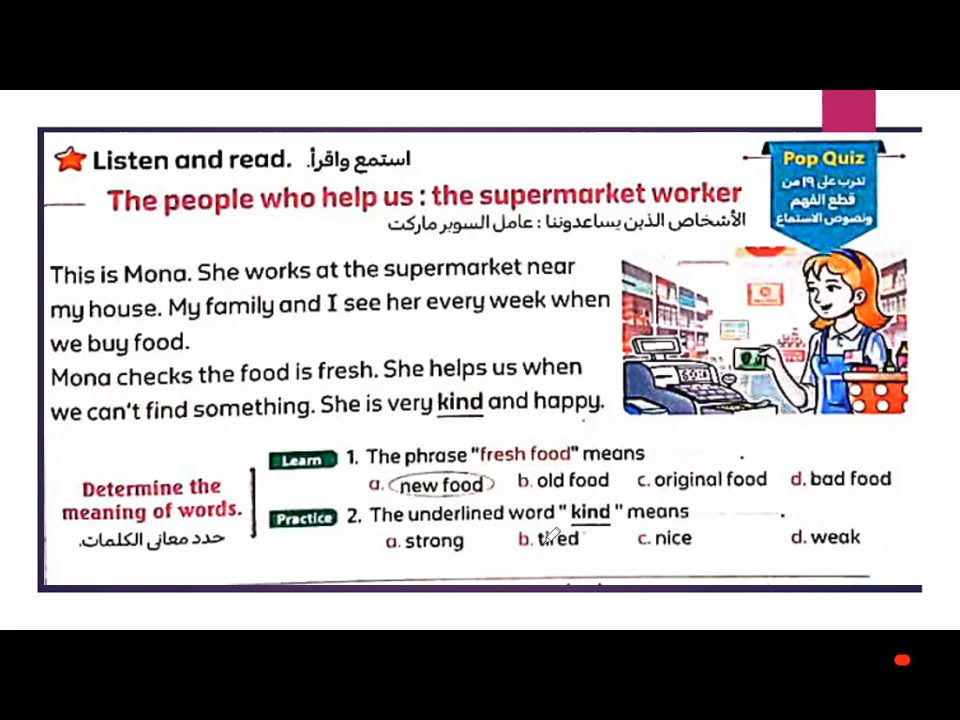 Listen and read. استمع واقرأ.
Pop Quiz
تدرب على ١٩ من
قطع الفهم
ونصوص الاستماع
The people who help us : the supermarket worker
الأشخاص الذين يساعدوننا : عامل السوبر ماركت
This is Mona. She works at the supermarket near
my house. My family and I see her every week when
we buy food.
Mona checks the food is fresh. She helps us when
we can't find something. She is very kind and happy.
Determine the
meaning of words.
حدد معانى الكلمات.
Learn 1. The phrase "fresh food" means .
a. new food b. old food c. original food d. bad food
Practice 2. The underlined word " kind " means .
a. strong b. tired c. nice d. weak